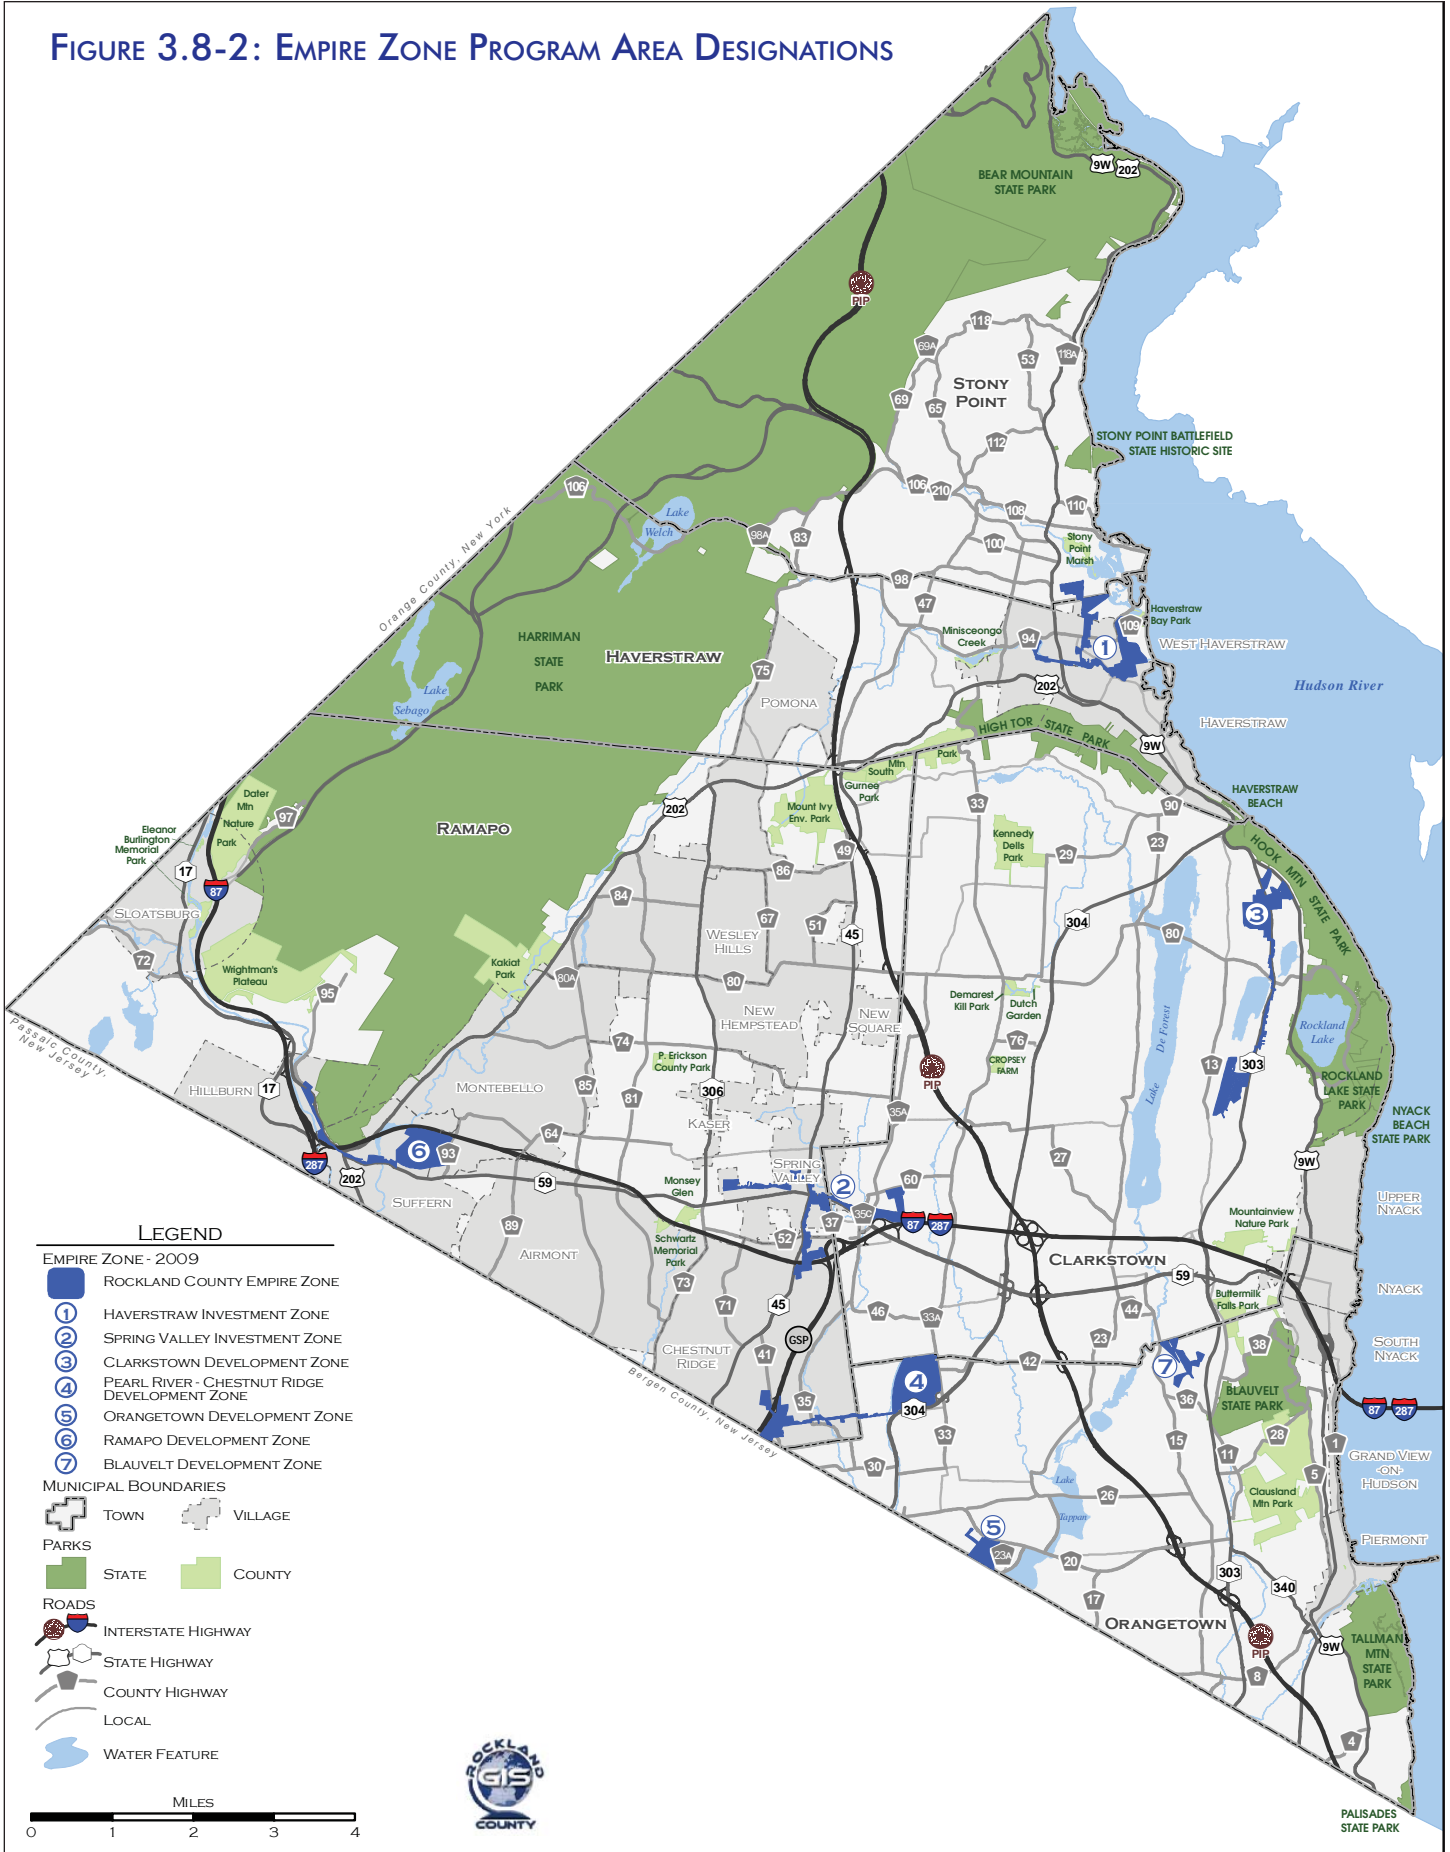 FIGURE 3.8-2: EMPIRE ZONE PROGRAM AREA DESIGNATIONS
BEAR MOUNTAIN
STATE PARK
9W
202
PIP
118
69A
53
118A
STONY
POINT
69
65
112
STONY POINT BATTLEFIELD
STATE HISTORIC SITE
106
106
210
108
110
Orange County, New York
Lake
Welch
98A
83
100
Stony
Point
Marsh
98
47
Haverstraw
Bay Park
109
Minisceongo
Creek
94
1
WEST HAVERSTRAW
HARRIMAN
STATE
PARK
HAVERSTRAW
75
202
Hudson River
Lake
Sebago
POMONA
HAVERSTRAW
HIGH TOR STATE PARK
9W
Park
Mtn
South
Gurnee
Park
HAVERSTRAW
BEACH
Dater
Mtn
Nature
Park
97
202
Mount Ivy
Env. Park
33
90
Eleanor
Burlington
Memorial
Park
RAMAPO
Kennedy
Dells
Park
23
17
49
29
HOOK MTN STATE PARK
87
86
84
SLOATSBURG
67
51
45
304
3
WESLEY
HILLS
80
72
Kakiat
Park
Wrightman's
Plateau
80A
80
95
Demarest
Kill Park
Dutch
Garden
NEW
HEMPSTEAD
NEW
SQUARE
Passaic County,
New Jersey
De Forest
Lake
Rockland
Lake
74
76
P. Erickson
County Park
CROPSEY
FARM
PIP
13
303
HILLBURN
17
MONTEBELLO
85
81
306
ROCKLAND
LAKE STATE
PARK
35A
KASER
NYACK
BEACH
STATE PARK
64
6
93
27
9W
287
202
59
SPRING
VALLEY
Monsey
Glen
2
60
SUFFERN
UPPER
NYACK
37
35C
87
287
Mountainview
Nature Park
89
52
AIRMONT
Schwartz
Memorial
Park
CLARKSTOWN
59
73
NYACK
71
45
46
33A
44
Buttermilk
Falls Park
GSP
23
38
SOUTH
NYACK
CHESTNUT
RIDGE
41
42
7
4
Bergen County, New Jersey
35
304
36
BLAUVELT
STATE PARK
87
287
33
15
28
1
11
GRAND VIEW
-ON-
HUDSON
30
5
Lake
Tappan
26
Clausland
Mtn Park
5
23A
20
PIERMONT
303
340
17
ORANGETOWN
PIP
9W
TALLMAN
MTN
STATE
PARK
8
4
PALISADES
STATE PARK
LEGEND
EMPIRE ZONE - 2009
ROCKLAND COUNTY EMPIRE ZONE
1 HAVERSTRAW INVESTMENT ZONE
2 SPRING VALLEY INVESTMENT ZONE
3 CLARKSTOWN DEVELOPMENT ZONE
4 PEARL RIVER - CHESTNUT RIDGE
DEVELOPMENT ZONE
5 ORANGETOWN DEVELOPMENT ZONE
6 RAMAPO DEVELOPMENT ZONE
7 BLAUVELT DEVELOPMENT ZONE
MUNICIPAL BOUNDARIES
TOWN VILLAGE
PARKS
STATE COUNTY
ROADS
INTERSTATE HIGHWAY
STATE HIGHWAY
COUNTY HIGHWAY
LOCAL
WATER FEATURE
MILES
0 1 2 3 4
ROCKLAND
GIS
COUNTY